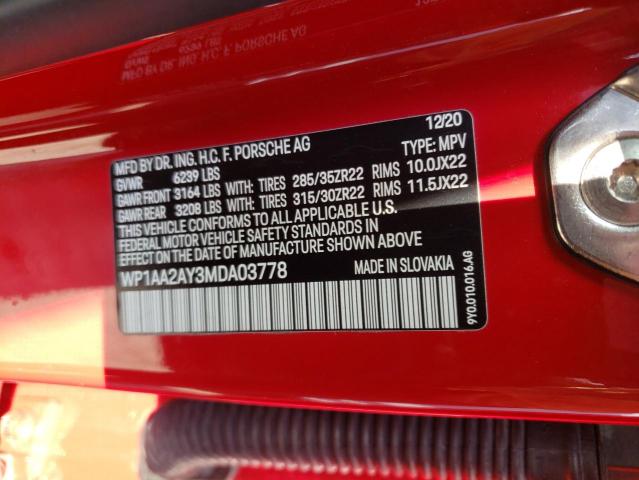 12/20
MFD BY DR. ING. H.C. F. PORSCHE AG
GVWR 6239 LBS TYPE: MPV
GAWR FRONT 3164 LBS WITH: TIRES 285/35ZR22 RIMS 10.0JX22
GAWR REAR 3208 LBS WITH: TIRES 315/30ZR22 RIMS 11.5JX22
THIS VEHICLE CONFORMS TO ALL APPLICABLE U.S.
FEDERAL MOTOR VEHICLE SAFETY STANDARDS IN
EFFECT ON THE DATE OF MANUFACTURE SHOWN ABOVE
WP1AA2AY3MDA03778 MADE IN SLOVAKIA
9Y0.010.016.AG